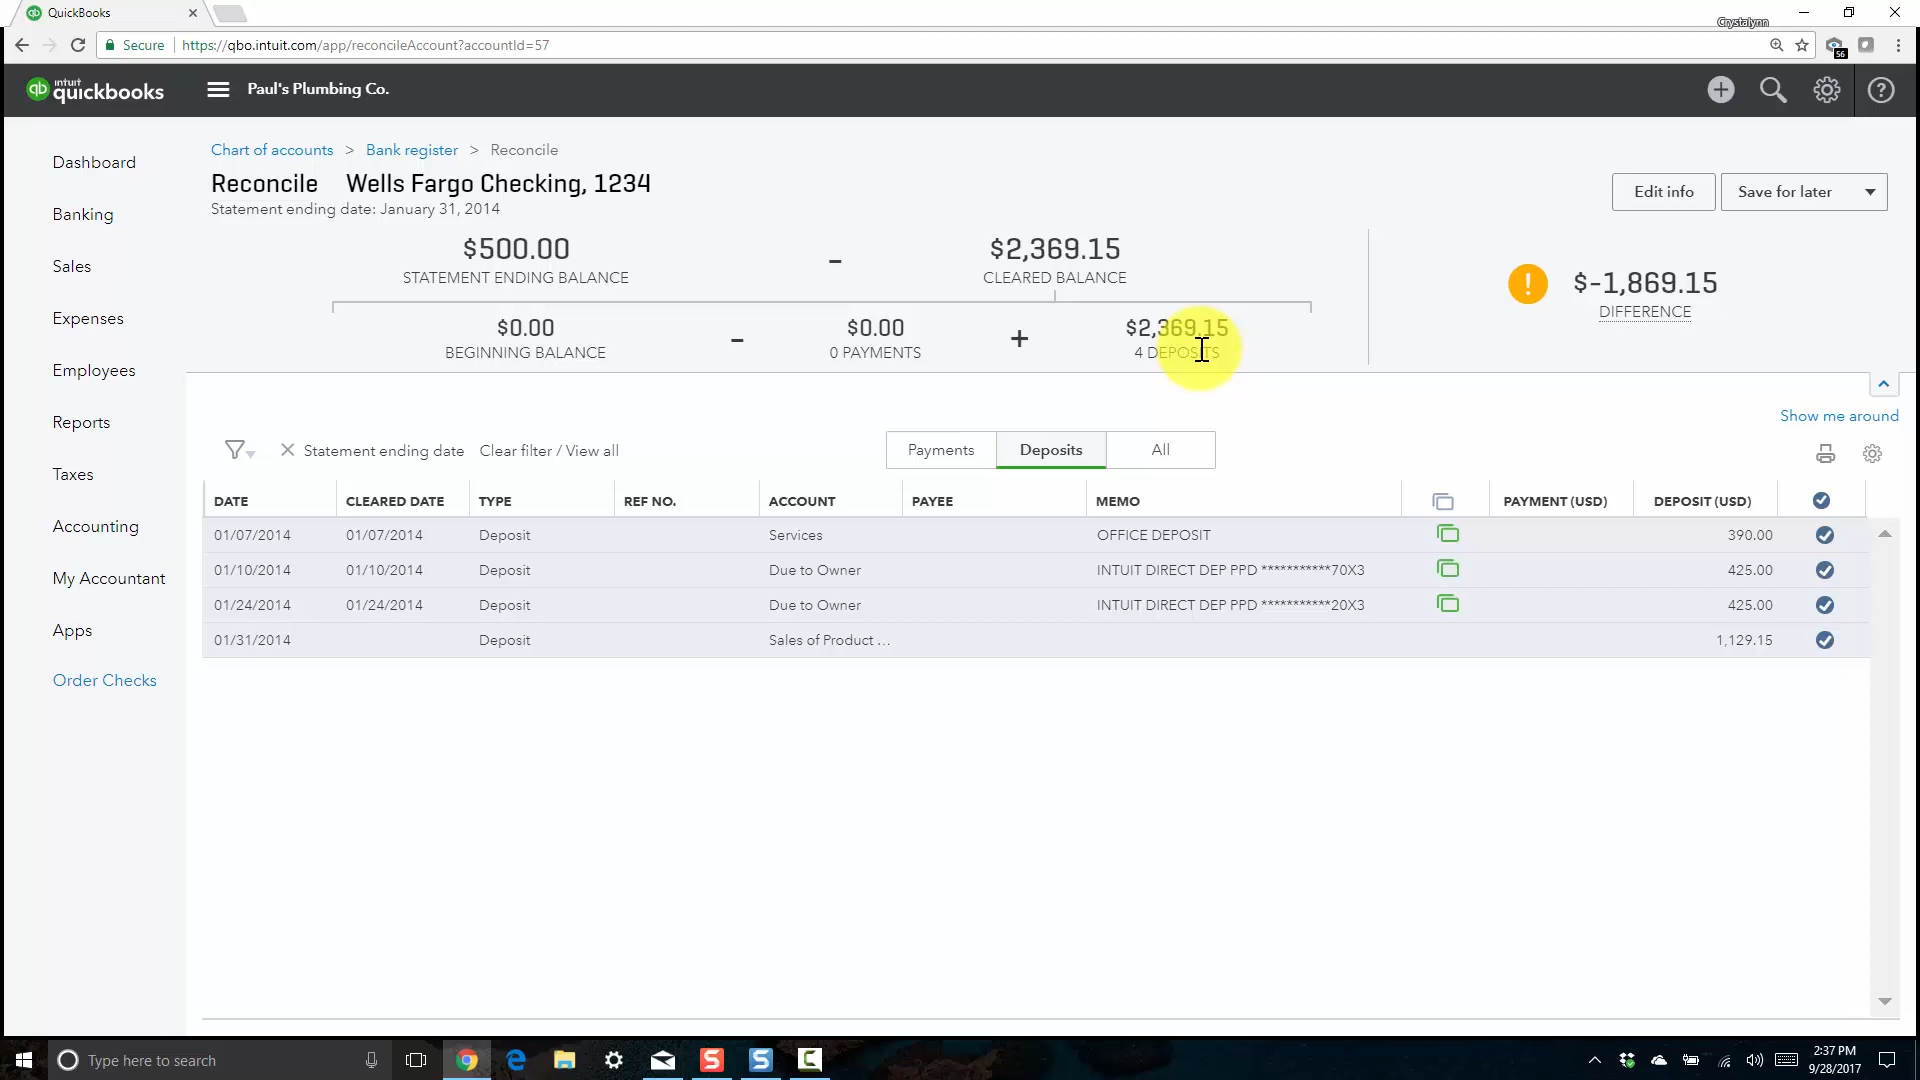 QuickBooks
Crystalynn
Secure https://qbo.intuit.com/app/reconcileAccount?accountId=57
56
intuit
qb quickbooks Paul's Plumbing Co.
Dashboard
Banking
Sales
Expenses
Employees
Reports
Taxes
Accounting
My Accountant
Apps
Order Checks
Chart of accounts > Bank register > Reconcile
Reconcile Wells Fargo Checking, 1234
Statement ending date: January 31, 2014
Edit info Save for later
$500.00 - $2,369.15
STATEMENT ENDING BALANCE CLEARED BALANCE
$-1,869.15
DIFFERENCE
$0.00 - $0.00 + $2,369.15
BEGINNING BALANCE 0 PAYMENTS 4 DEPOSITS
Show me around
Statement ending date Clear filter / View all Payments Deposits All
DATE CLEARED DATE TYPE REF NO. ACCOUNT PAYEE MEMO PAYMENT (USD) DEPOSIT (USD)
01/07/2014 01/07/2014 Deposit Services OFFICE DEPOSIT 390.00
01/10/2014 01/10/2014 Deposit Due to Owner INTUIT DIRECT DEP PPD ***********70X3 425.00
01/24/2014 01/24/2014 Deposit Due to Owner INTUIT DIRECT DEP PPD ***********20X3 425.00
01/31/2014 Deposit Sales of Product ... 1,129.15
Type here to search
2:37 PM
9/28/2017